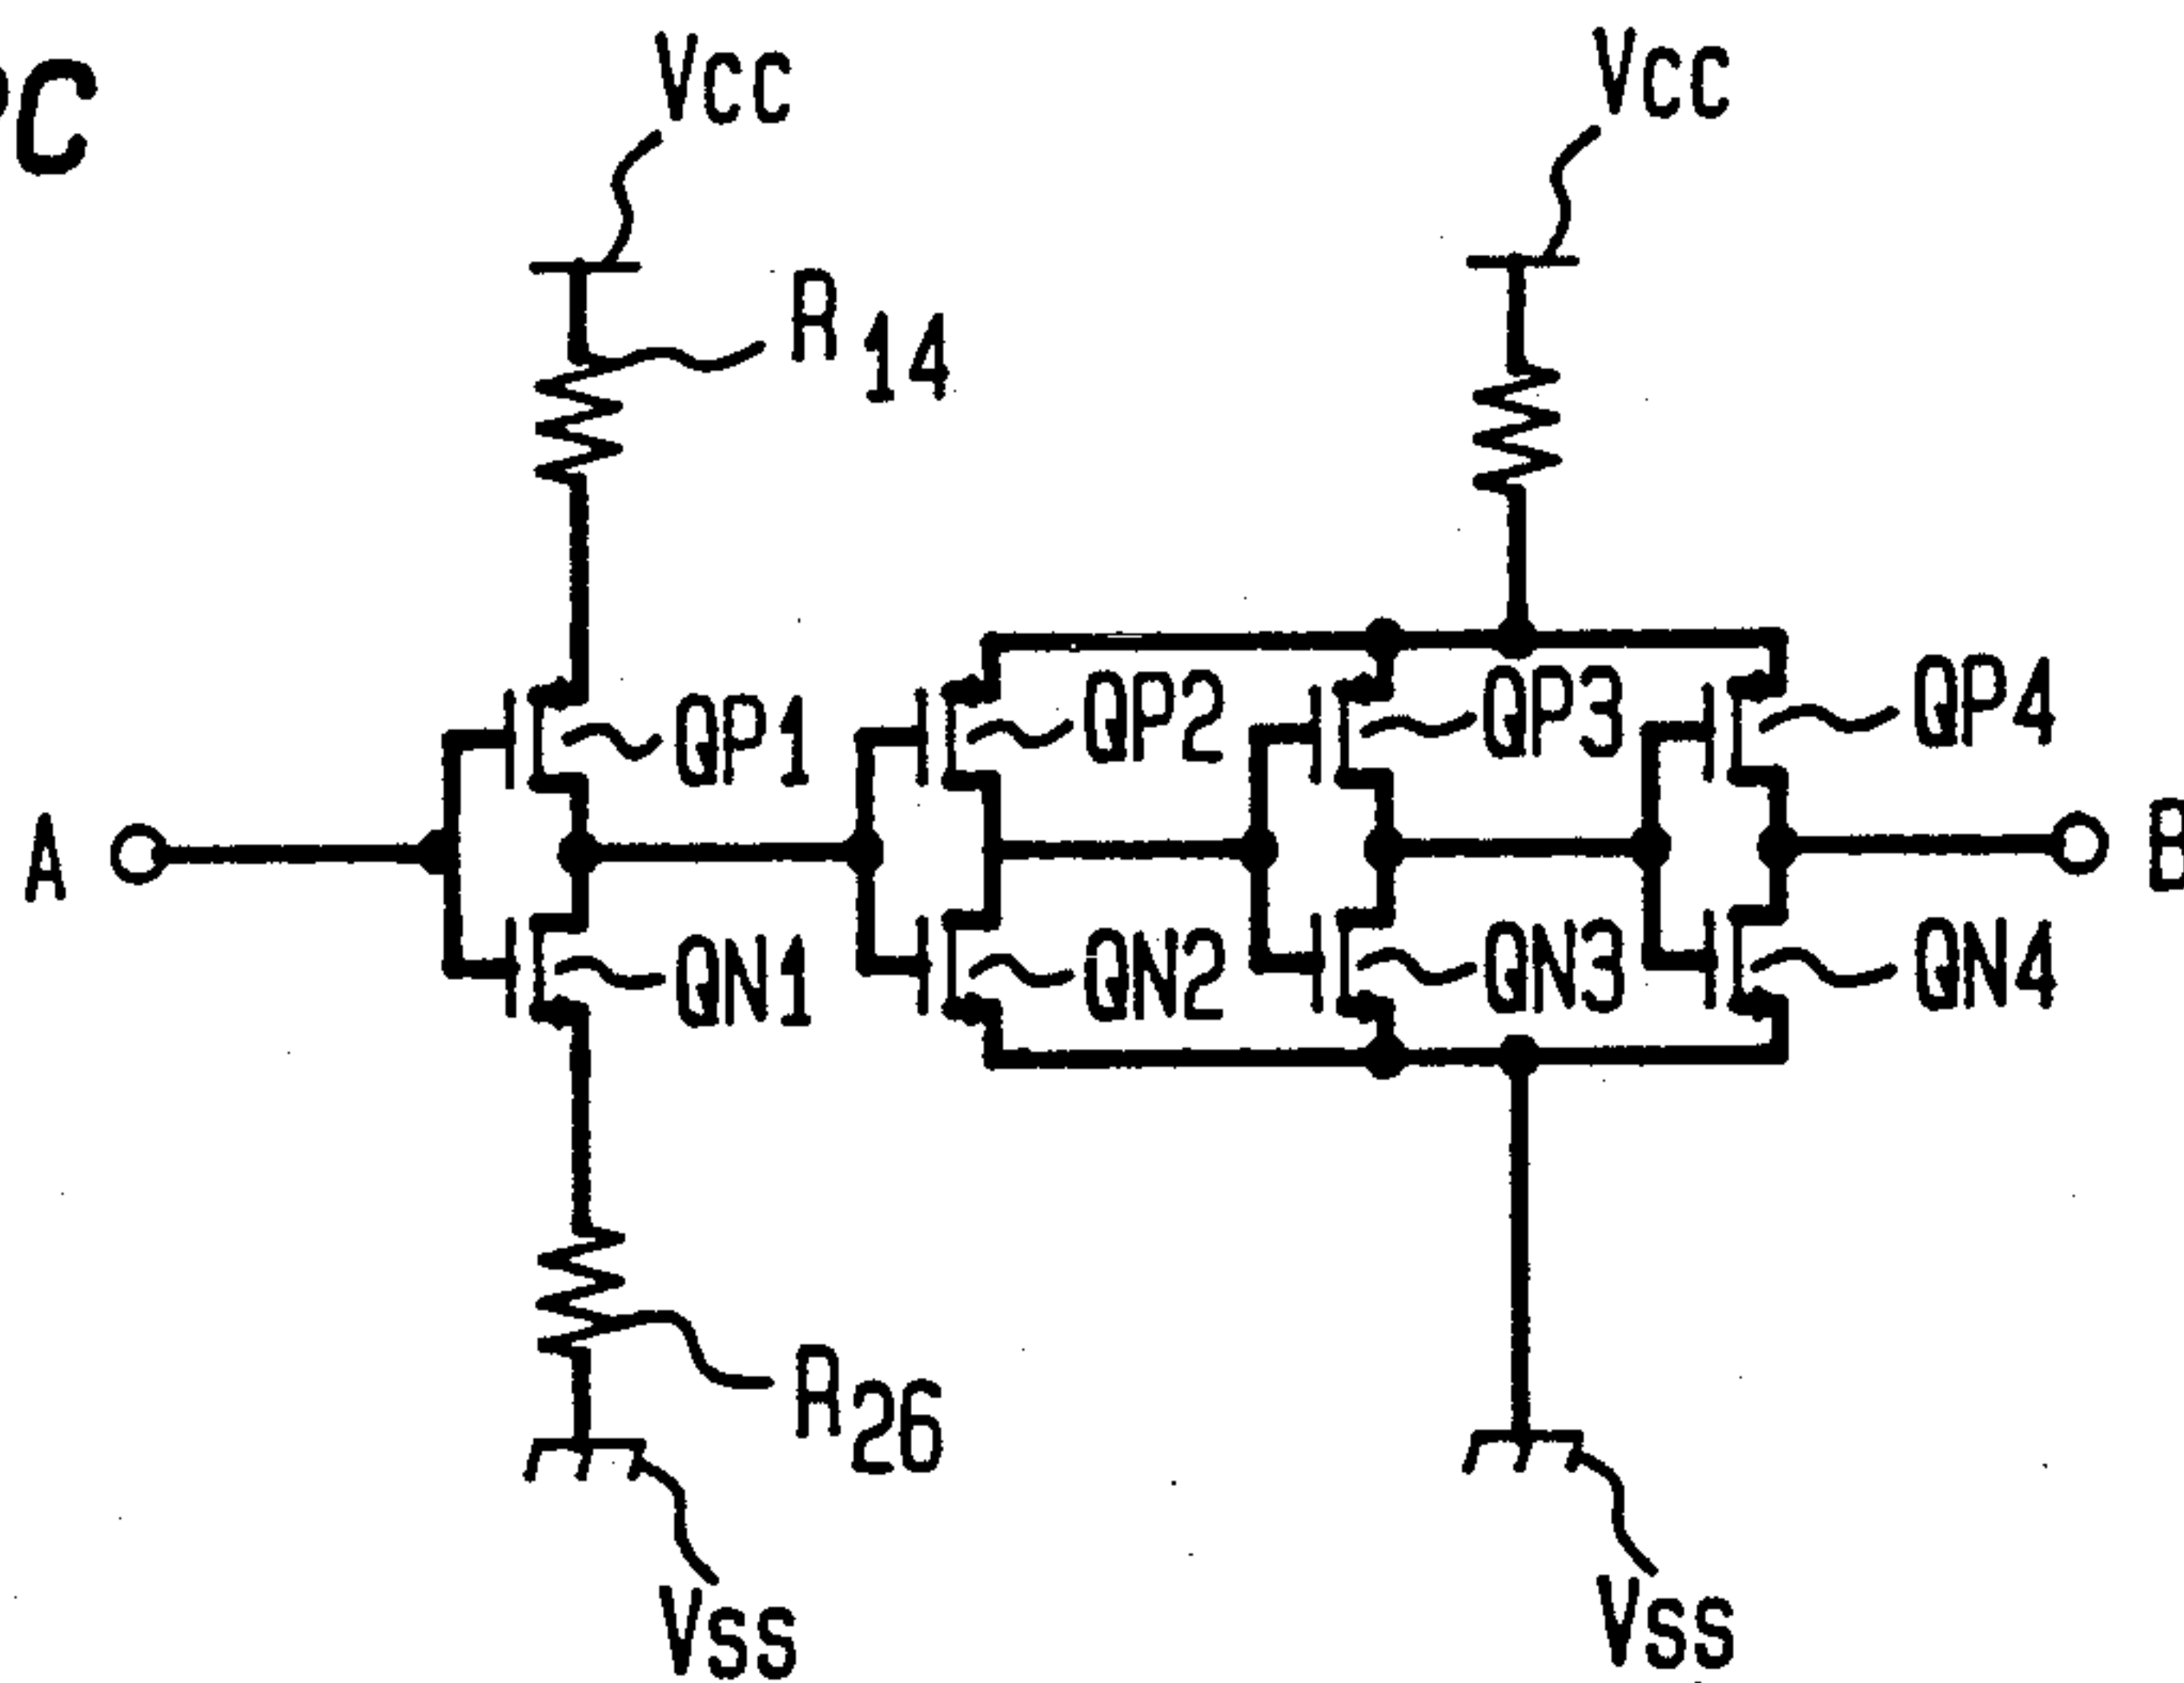 C
Vcc Vcc
R14
QP1 QP2 QP3 QP4
A B
QN1 QN2 QN3 QN4
R26
Vss Vss